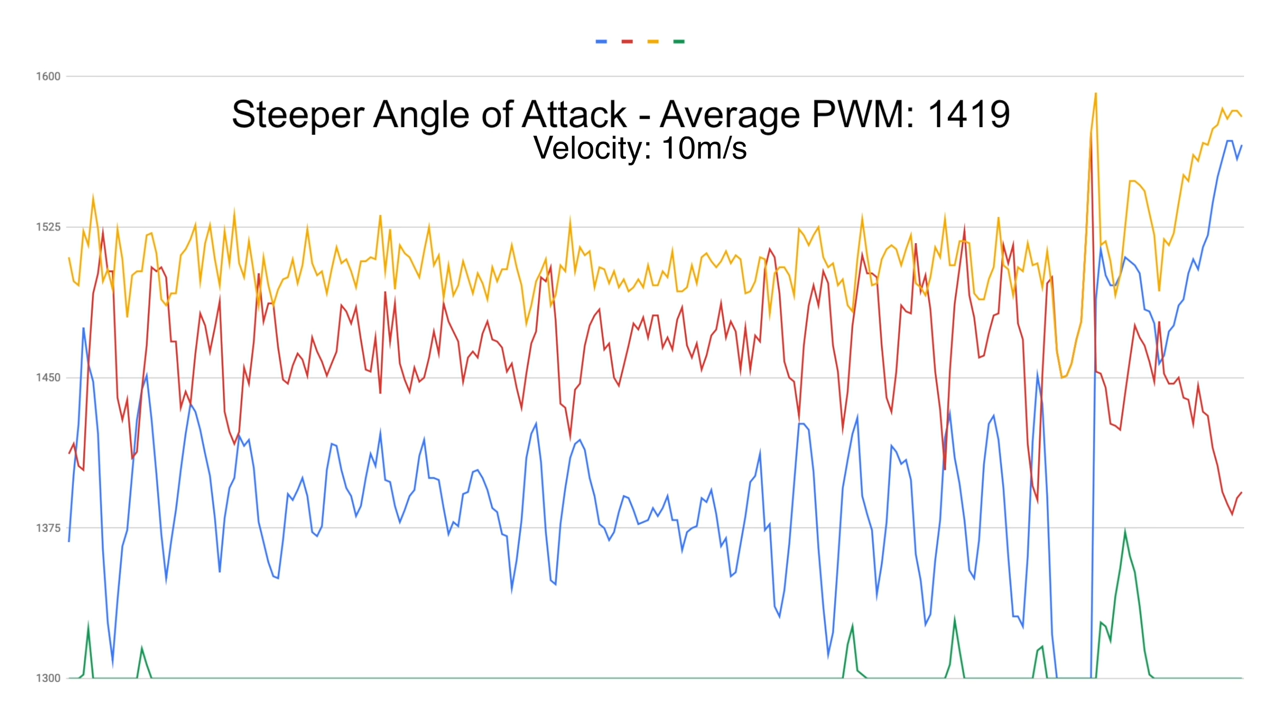 1600
Steeper Angle of Attack - Average PWM: 1419
Velocity: 10m/s
1525
1450
1375
1300